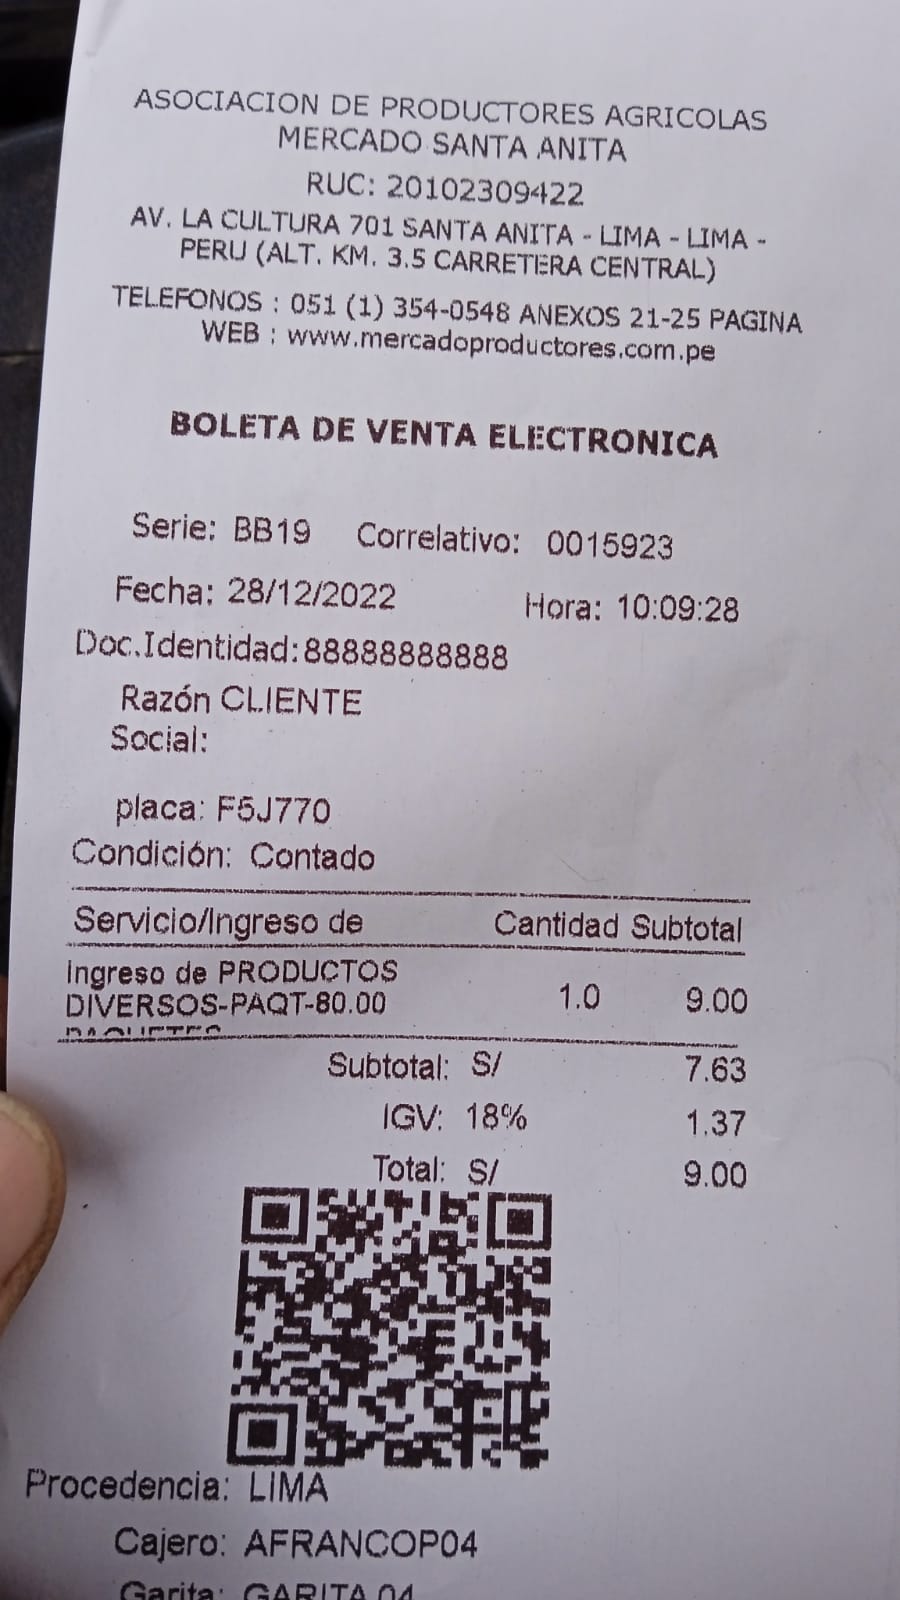 ASOCIACION DE PRODUCTORES AGRICOLAS
MERCADO SANTA ANITA
RUC: 20102309422
AV. LA CULTURA 701 SANTA ANITA - LIMA - LIMA -
PERU (ALT. KM. 3.5 CARRETERA CENTRAL)
TELEFONOS : 051 (1) 354-0548 ANEXOS 21-25 PAGINA
WEB : www.mercadoproductores.com.pe
BOLETA DE VENTA ELECTRONICA
Serie: BB19 Correlativo: 0015923
Fecha: 28/12/2022 Hora: 10:09:28
Doc.Identidad:88888888888
Razón CLIENTE
Social:
placa: F5J770
Condición: Contado
Servicio/Ingreso de Cantidad Subtotal
Ingreso de PRODUCTOS
DIVERSOS-PAQT-80.00 1.0 9.00
PAQUETES
Subtotal: S/ 7.63
IGV: 18% 1.37
Total: S/ 9.00
Procedencia: LIMA
Cajero: AFRANCOP04
Garita: GARITA 04